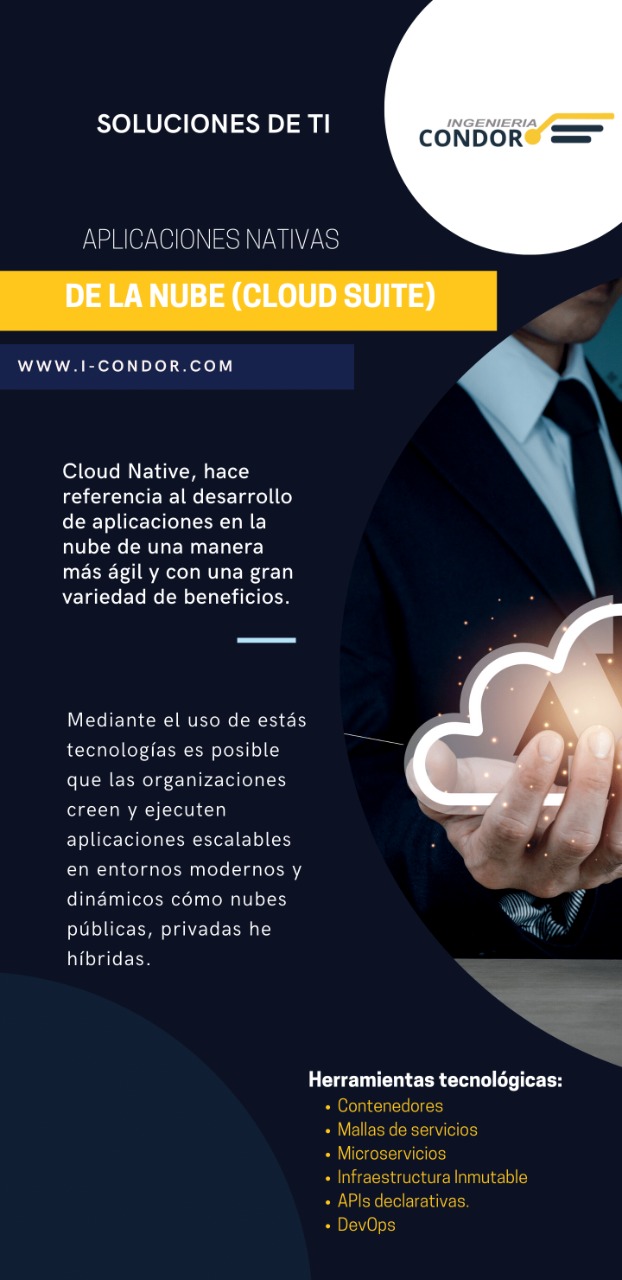 SOLUCIONES DE TI
INGENIERIA
CONDOR
APLICACIONES NATIVAS
DE LA NUBE (CLOUD SUITE)
WWW.I-CONDOR.COM
Cloud Native, hace
referencia al desarrollo
de aplicaciones en la
nube de una manera
más ágil y con una gran
variedad de beneficios.
Mediante el uso de estás
tecnologías es posible
que las organizaciones
creen y ejecuten
aplicaciones escalables
en entornos modernos y
dinámicos cómo nubes
públicas, privadas he
híbridas.
Herramientas tecnológicas:
• Contenedores
• Mallas de servicios
• Microservicios
• Infraestructura Inmutable
• APIs declarativas.
• DevOps